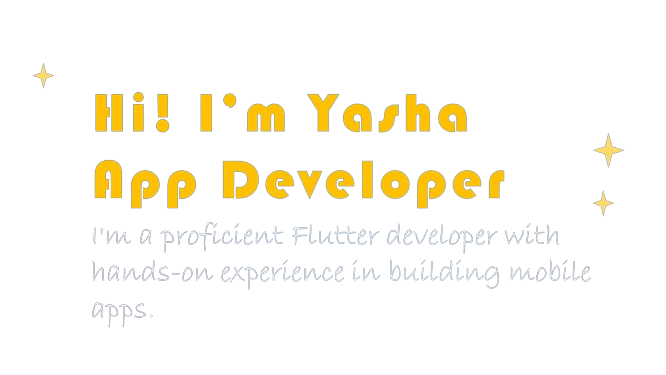 Hi! I'm Yasha
App Developer
I'm a proficient Flutter developer with
hands-on experience in building mobile
apps.